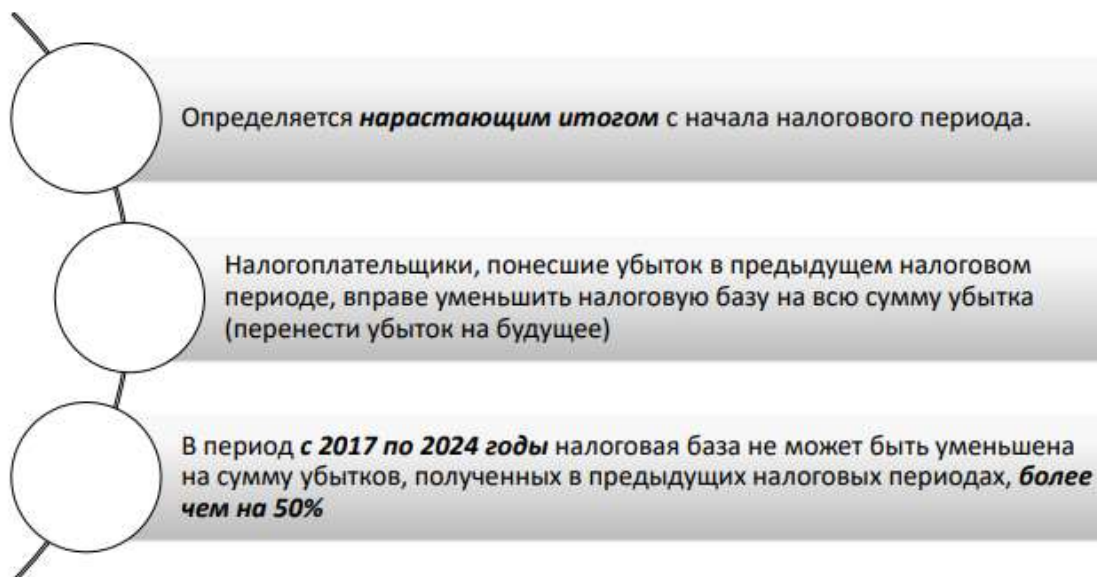 Определяется нарастающим итогом с начала налогового периода.
Налогоплательщики, понесшие убыток в предыдущем налоговом
периоде, вправе уменьшить налоговую базу на всю сумму убытка
(перенести убыток на будущее)
В период с 2017 по 2024 годы налоговая база не может быть уменьшена
на сумму убытков, полученных в предыдущих налоговых периодах, более
чем на 50%